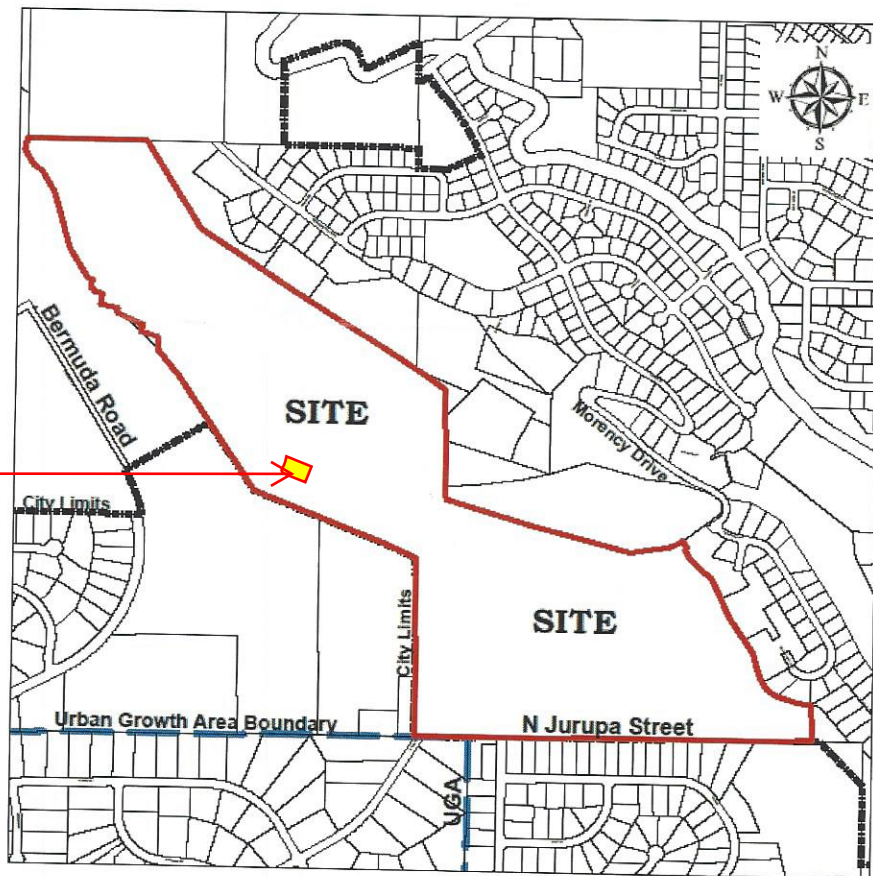 N
W E
S
SITE
Bermuda Road
Morency Drive
City Limits
SITE
City Limits
Urban Growth Area Boundary
N Jurupa Street
UGA